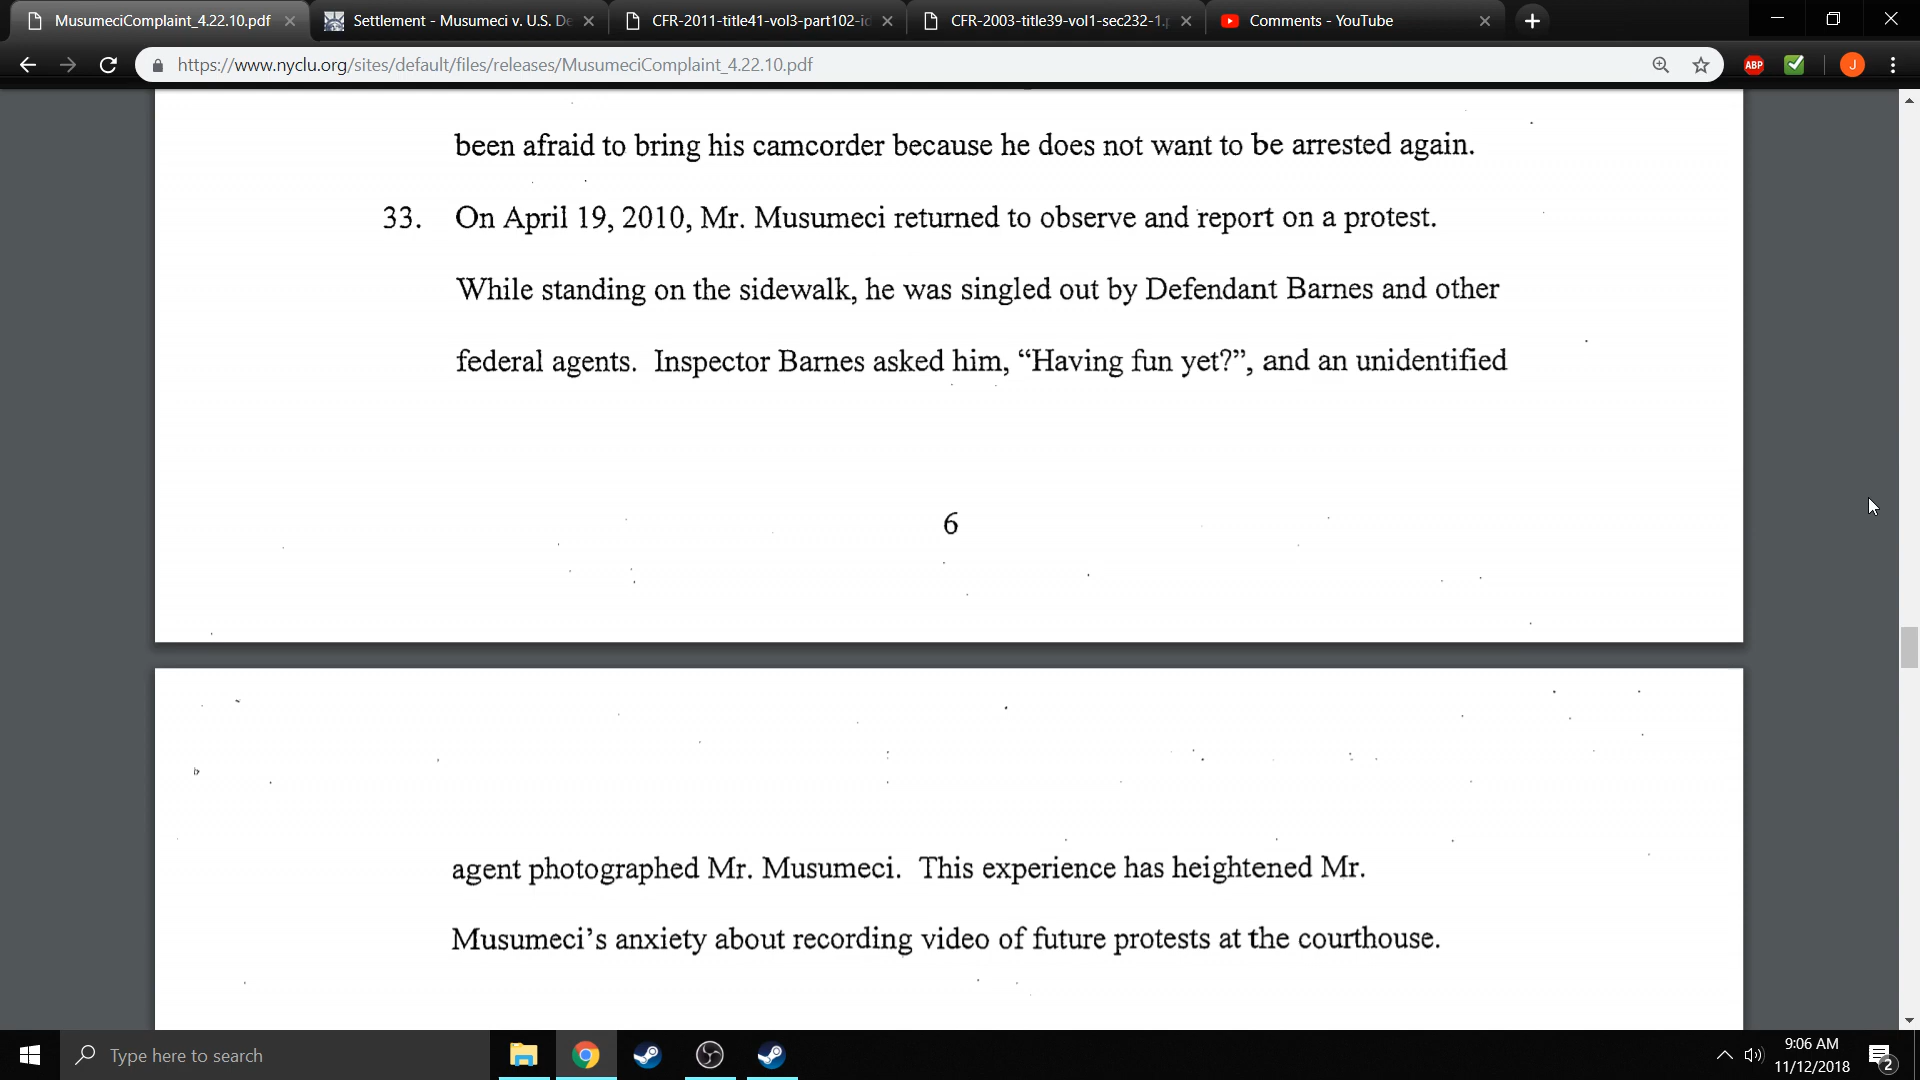 MusumeciComplaint_4.22.10.pdf
Settlement - Musumeci v. U.S. De
CFR-2011-title41-vol3-part102-id
CFR-2003-title39-vol1-sec232-1.p
Comments - YouTube
https://www.nyclu.org/sites/default/files/releases/MusumeciComplaint_4.22.10.pdf
ABP
J
been afraid to bring his camcorder because he does not want to be arrested again.
33. On April 19, 2010, Mr. Musumeci returned to observe and report on a protest.
While standing on the sidewalk, he was singled out by Defendant Barnes and other
federal agents. Inspector Barnes asked him, “Having fun yet?”, and an unidentified
6
agent photographed Mr. Musumeci. This experience has heightened Mr.
Musumeci’s anxiety about recording video of future protests at the courthouse.
Type here to search
9:06 AM
11/12/2018
2